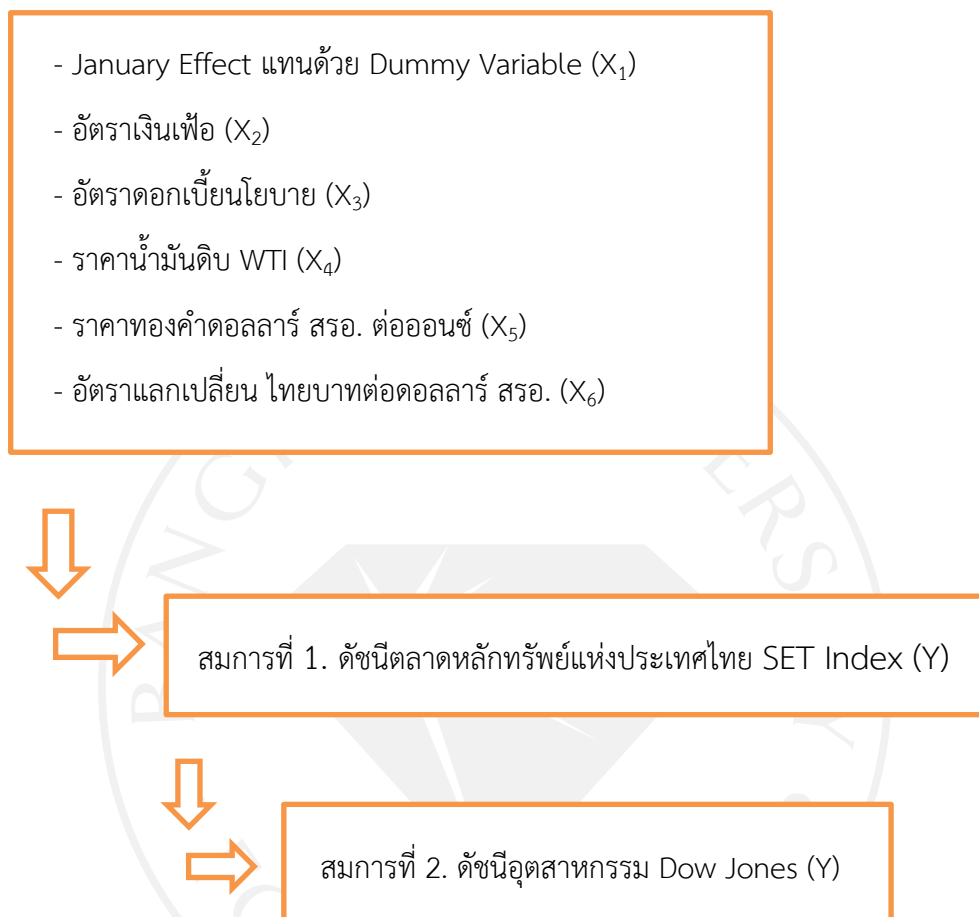 - January Effect แทนด้วย Dummy Variable (X₁)
- อัตราเงินเฟ้อ (X₂)
- อัตราดอกเบี้ยนโยบาย (X₃)
- ราคาน้ำมันดิบ WTI (X₄)
- ราคาทองคำดอลลาร์ สรอ. ต่อออนซ์ (X₅)
- อัตราแลกเปลี่ยน ไทยบาทต่อดอลลาร์ สรอ. (X₆)
สมการที่ 1. ดัชนีตลาดหลักทรัพย์แห่งประเทศไทย SET Index (Y)
สมการที่ 2. ดัชนีอุตสาหกรรม Dow Jones (Y)